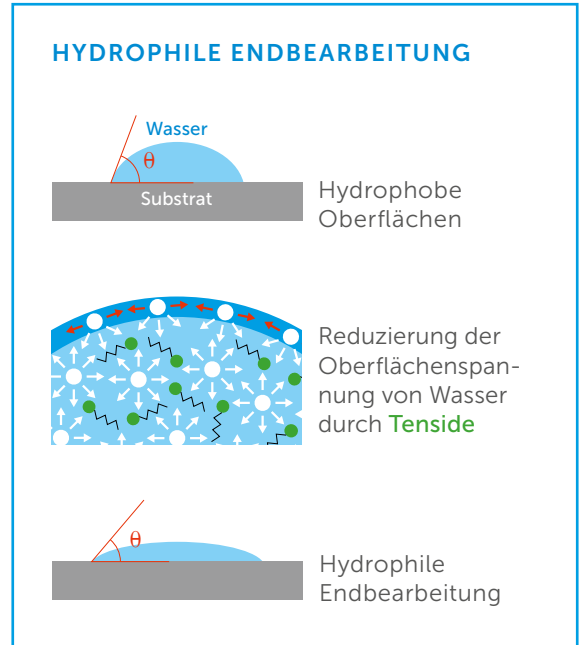 HYDROPHILE ENDBEARBEITUNG
Wasser
θ
Substrat
Hydrophobe
Oberflächen
Reduzierung der
Oberflächenspan-
nung von Wasser
durch Tenside
θ
Hydrophile
Endbearbeitung